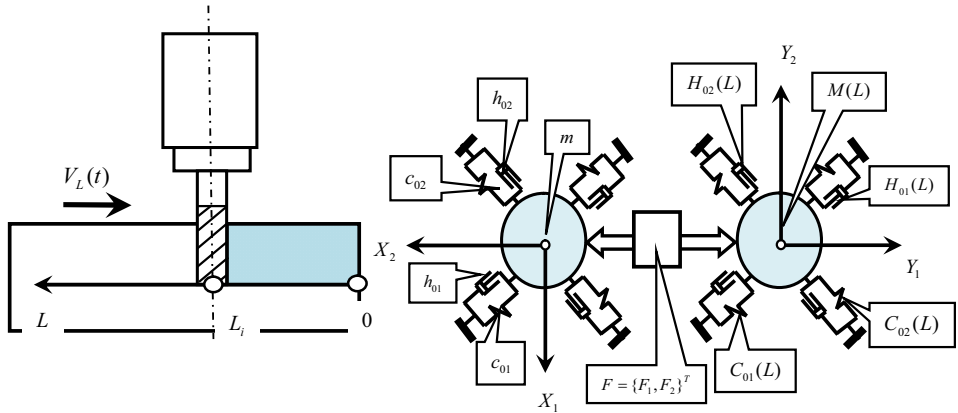 V_L(t)
L
L_i
0
h_02
m
c_02
X_2
h_01
c_01
X_1
F = {F_1, F_2}^T
Y_2
H_02(L)
M(L)
H_01(L)
Y_1
C_02(L)
C_01(L)